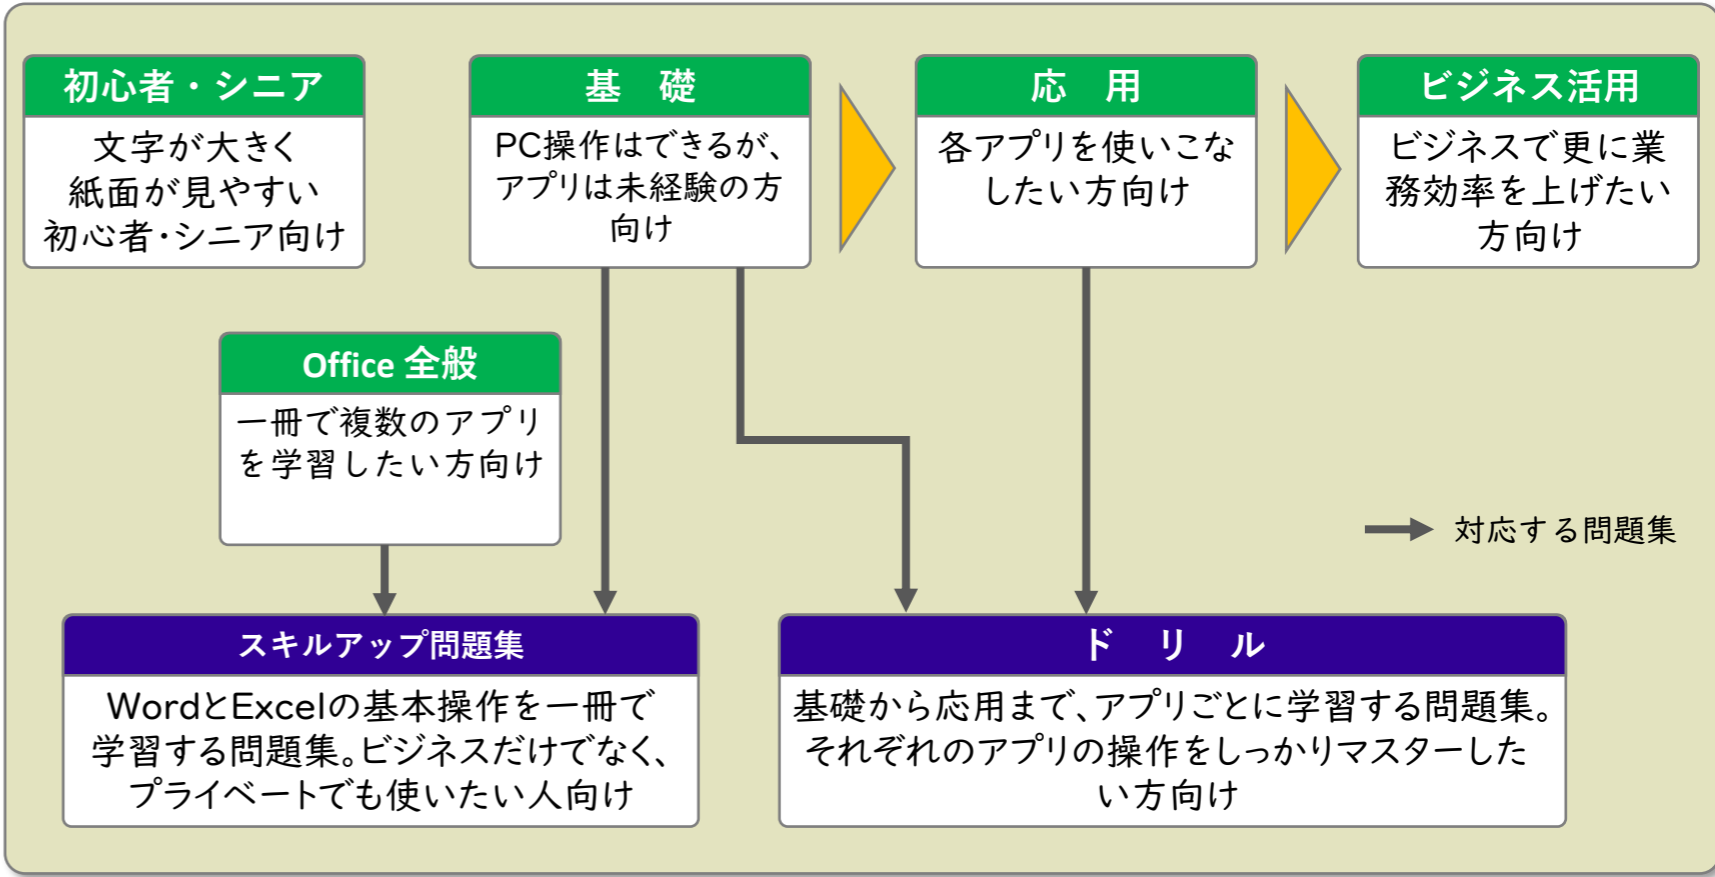 初心者・シニア
文字が大きく
紙面が見やすい
初心者・シニア向け
基　礎
PC操作はできるが、
アプリは未経験の方
向け
応　用
各アプリを使いこな
したい方向け
ビジネス活用
ビジネスで更に業
務効率を上げたい
方向け
Office 全般
一冊で複数のアプリ
を学習したい方向け
対応する問題集
スキルアップ問題集
WordとExcelの基本操作を一冊で
学習する問題集。ビジネスだけでなく、
プライベートでも使いたい人向け
ド　リ　ル
基礎から応用まで、アプリごとに学習する問題集。
それぞれのアプリの操作をしっかりマスターした
い方向け